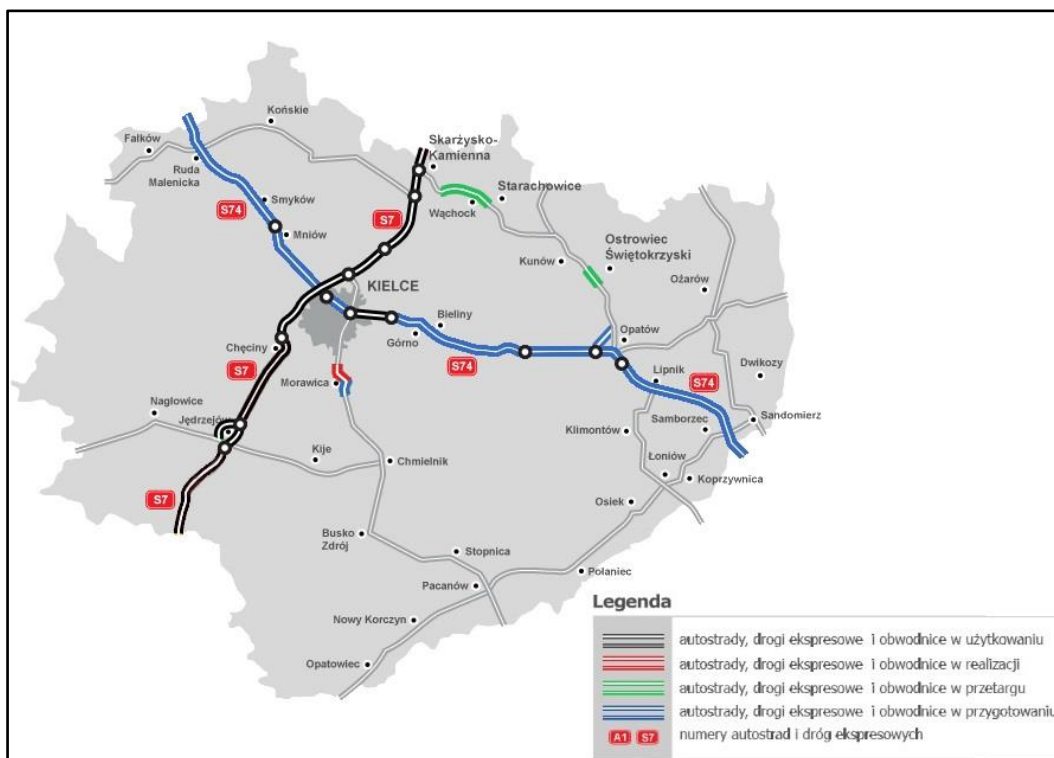 Końskie
Fałków
Ruda
Malenicka
Skarżysko-
Kamienna
Starachowice
Wąchock
S74
Smyków
S7
Mniów
Ostrowiec
Świętokrzyski
Kunów
Ożarów
KIELCE
Bieliny
Górno
Opatów
Chęciny
S7
S74
Dwikozy
Lipnik
S74
Morawica
Nagłowice
Jędrzejów
Sandomierz
Samborzec
Klimontów
Kije
Chmielnik
Łoniów
Koprzywnica
S7
Osiek
Busko
Zdrój
Stopnica
Połaniec
Pacanów
Nowy Korczyn
Opatowiec
Legenda
autostrady, drogi ekspresowe i obwodnice w użytkowaniu
autostrady, drogi ekspresowe i obwodnice w realizacji
autostrady, drogi ekspresowe i obwodnice w przetargu
autostrady, drogi ekspresowe i obwodnice w przygotowaniu
A1 S7 numery autostrad i dróg ekspresowych